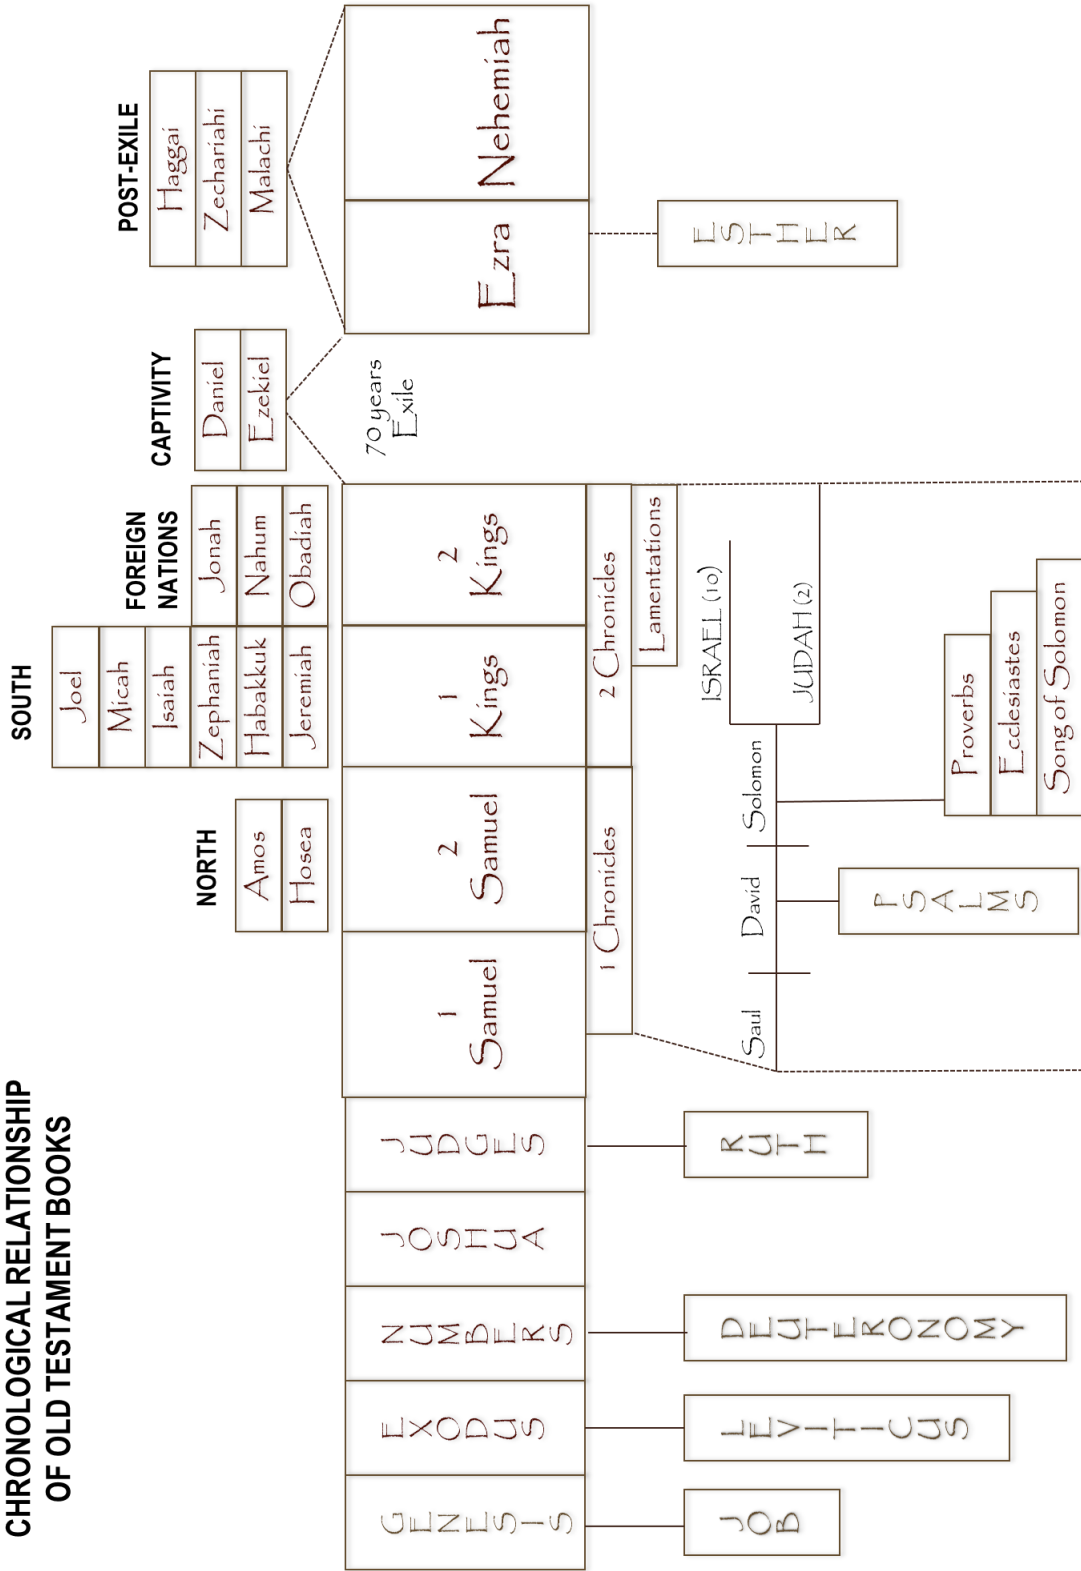 CHRONOLOGICAL RELATIONSHIP
OF OLD TESTAMENT BOOKS
NORTH
Amos
Hosea
SOUTH
Joel
Micah
Isaiah
Zephaniah
Habakkuk
Jeremiah
FOREIGN
NATIONS
Jonah
Nahum
Obadiah
CAPTIVITY
Daniel
Ezekiel
POST-EXILE
Haggai
Zechariahi
Malachi
GENESIS
EXODUS
NUMBERS
JOSHUA
JUDGES
1
Samuel
2
Samuel
1
Kings
2
Kings
70 years
Exile
Ezra
Nehemiah
1 Chronicles
2 Chronicles
Lamentations
JOB
LEVITICUS
DEUTERONOMY
RUTH
ESTHER
Saul
David
Solomon
ISRAEL (10)
JUDAH (2)
PSALMS
Proverbs
Ecclesiastes
Song of Solomon